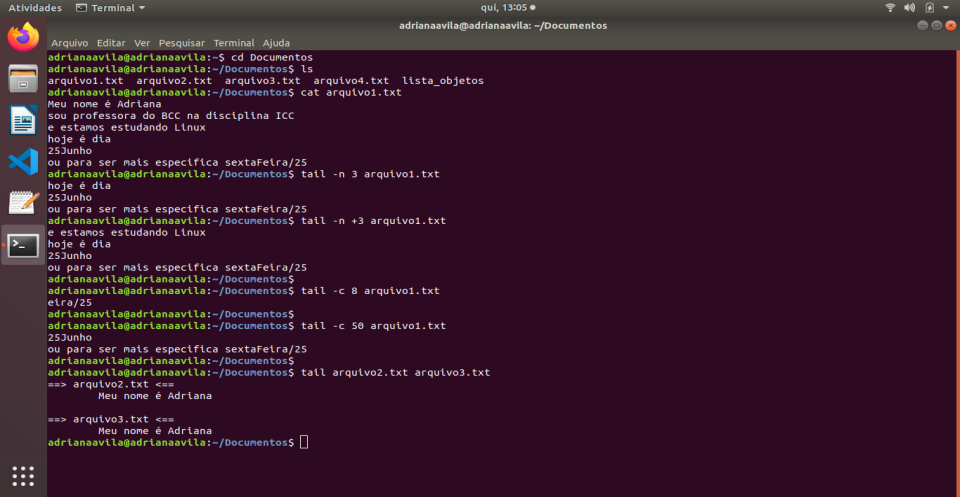 Atividades
Terminal
qui, 13:05
adrianaavila@adrianaavila: ~/Documentos
Arquivo Editar Ver Pesquisar Terminal Ajuda
adrianaavila@adrianaavila:~$ cd Documentos
adrianaavila@adrianaavila:~/Documentos$ ls
arquivo1.txt arquivo2.txt arquivo3.txt arquivo4.txt lista_objetos
adrianaavila@adrianaavila:~/Documentos$ cat arquivo1.txt
Meu nome é Adriana
sou professora do BCC na disciplina ICC
e estamos estudando Linux
hoje é dia
25Junho
ou para ser mais especifica sextaFeira/25
adrianaavila@adrianaavila:~/Documentos$ tail -n 3 arquivo1.txt
hoje é dia
25Junho
ou para ser mais especifica sextaFeira/25
adrianaavila@adrianaavila:~/Documentos$ tail -n +3 arquivo1.txt
e estamos estudando Linux
hoje é dia
25Junho
ou para ser mais especifica sextaFeira/25
adrianaavila@adrianaavila:~/Documentos$
adrianaavila@adrianaavila:~/Documentos$ tail -c 8 arquivo1.txt
eira/25
adrianaavila@adrianaavila:~/Documentos$
adrianaavila@adrianaavila:~/Documentos$ tail -c 50 arquivo1.txt
25Junho
ou para ser mais especifica sextaFeira/25
adrianaavila@adrianaavila:~/Documentos$
adrianaavila@adrianaavila:~/Documentos$ tail arquivo2.txt arquivo3.txt
==> arquivo2.txt <==
Meu nome é Adriana
==> arquivo3.txt <==
Meu nome é Adriana
adrianaavila@adrianaavila:~/Documentos$